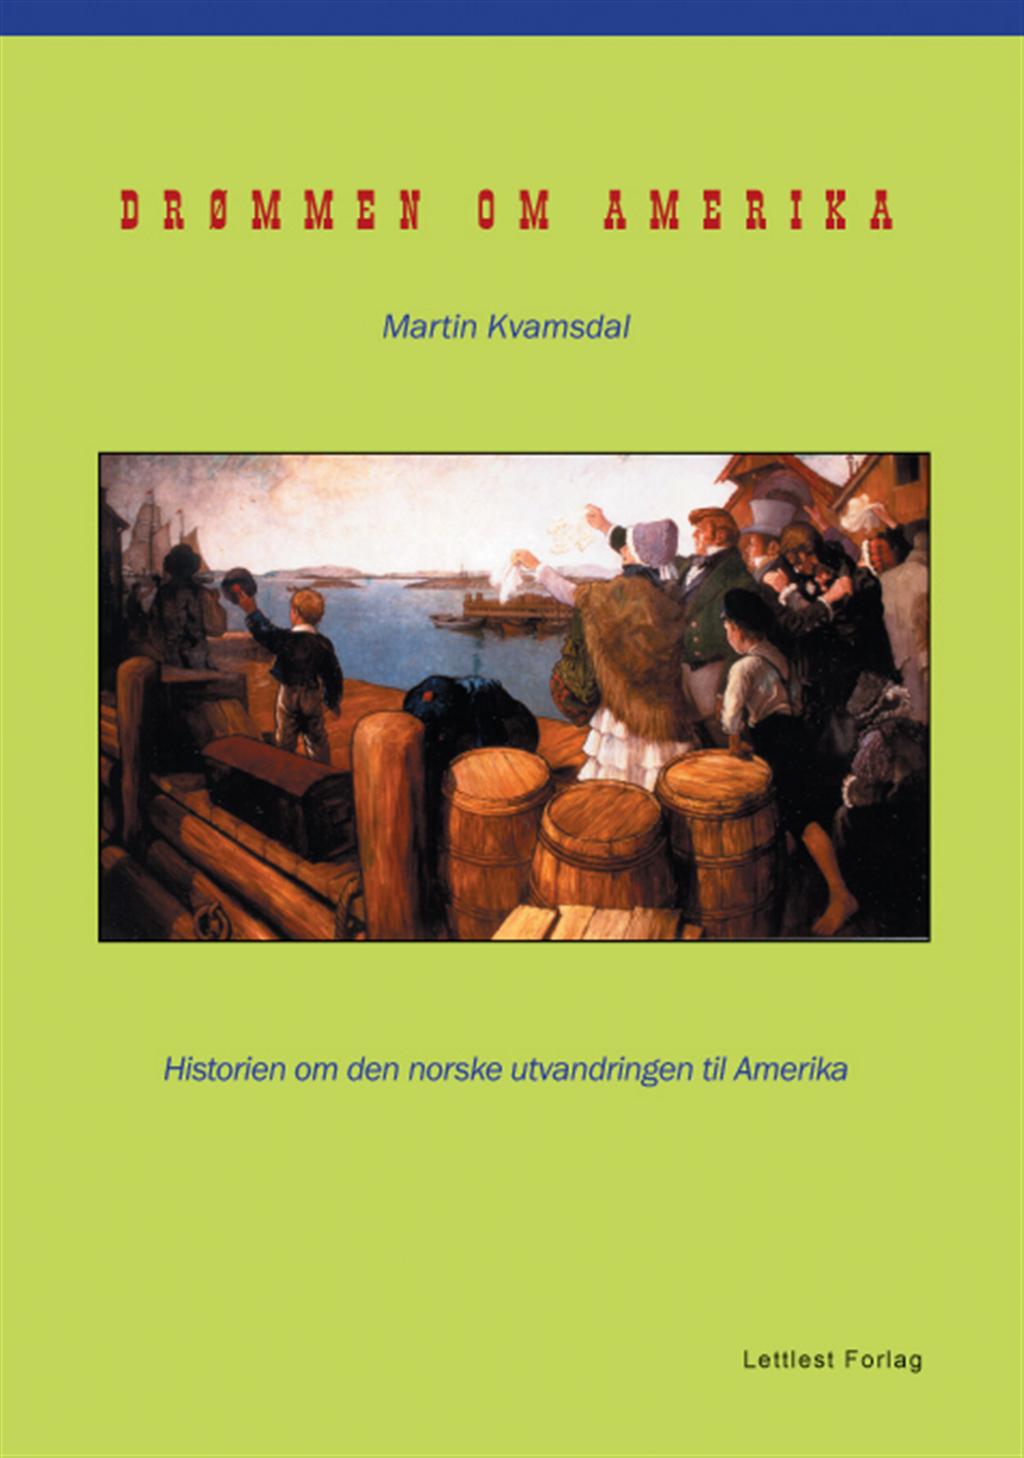 DRØMMEN OM AMERIKA
Martin Kvamsdal
Historien om den norske utvandringen til Amerika
Lettlest Forlag